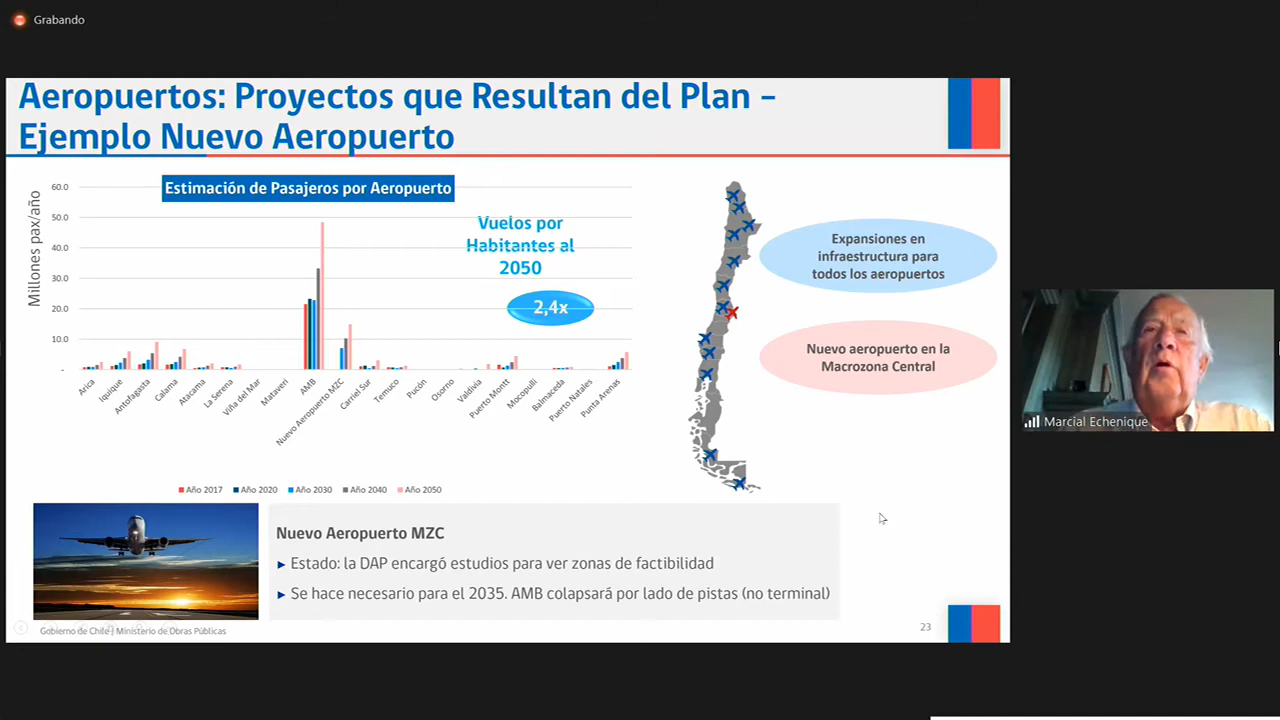 Grabando
Aeropuertos: Proyectos que Resultan del Plan –
Ejemplo Nuevo Aeropuerto
Estimación de Pasajeros por Aeropuerto
Millones pax/año
60.0
50.0
40.0
30.0
20.0
10.0
-
Vuelos por
Habitantes al
2050
2,4x
Arica
Iquique
Antofagasta
Calama
Atacama
La Serena
Viña del Mar
Mataveri
AMB
Nuevo Aeropuerto MZC
Carriel Sur
Temuco
Pucón
Osorno
Valdivia
Puerto Montt
Mocopulli
Balmaceda
Puerto Natales
Punta Arenas
Año 2017 Año 2020 Año 2030 Año 2040 Año 2050
Expansiones en
infraestructura para
todos los aeropuertos
Nuevo aeropuerto en la
Macrozona Central
Marcial Echenique
Nuevo Aeropuerto MZC
Estado: la DAP encargó estudios para ver zonas de factibilidad
Se hace necesario para el 2035. AMB colapsará por lado de pistas (no terminal)
Gobierno de Chile | Ministerio de Obras Públicas
23